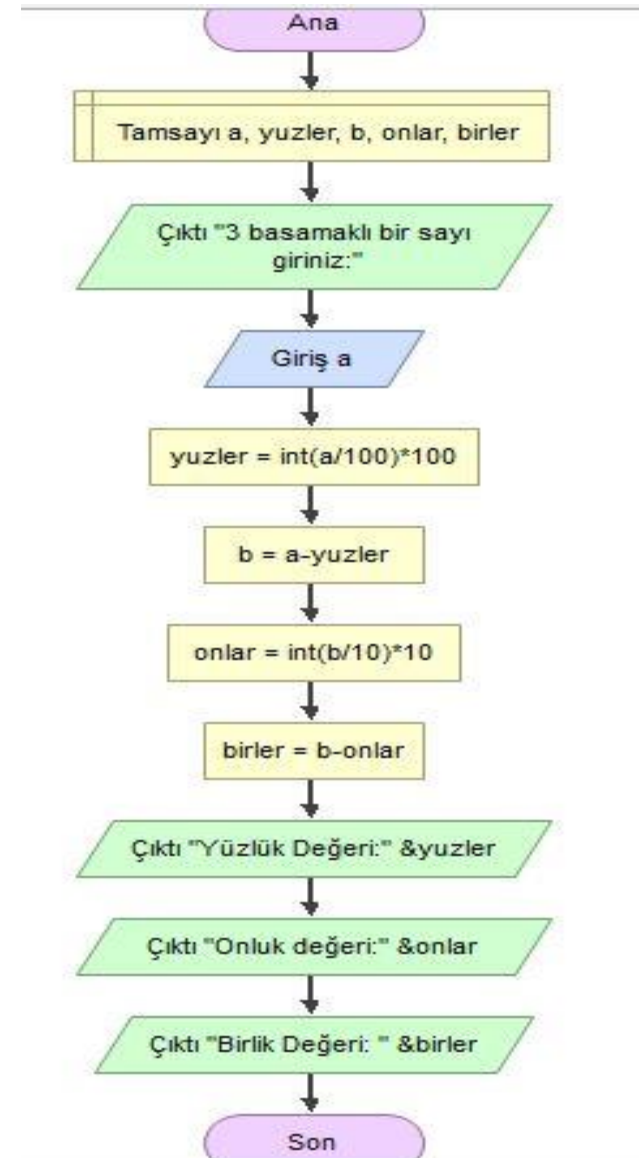 Ana
Tamsayı a, yuzler, b, onlar, birler
Çıktı "3 basamaklı bir sayı
giriniz:"
Giriş a
yuzler = int(a/100)*100
b = a-yuzler
onlar = int(b/10)*10
birler = b-onlar
Çıktı "Yüzlük Değeri:" &yuzler
Çıktı "Onluk değeri:" &onlar
Çıktı "Birlik Değeri: " &birler
Son